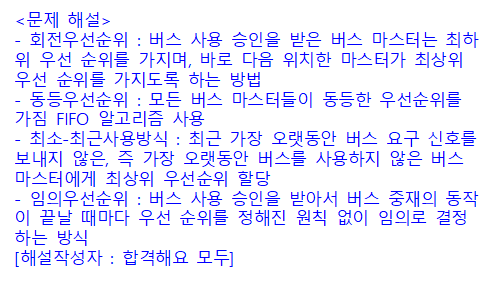 <문제 해설>
- 회전우선순위 : 버스 사용 승인을 받은 버스 마스터는 최하
위 우선 순위를 가지며, 바로 다음 위치한 마스터가 최상위
우선 순위를 가지도록 하는 방법
- 동등우선순위 : 모든 버스 마스터들이 동등한 우선순위를
가짐 FIFO 알고리즘 사용
- 최소-최근사용방식 : 최근 가장 오랫동안 버스 요구 신호를
보내지 않은, 즉 가장 오랫동안 버스를 사용하지 않은 버스
마스터에게 최상위 우선순위 할당
- 임의우선순위 : 버스 사용 승인을 받아서 버스 중재의 동작
이 끝날 때마다 우선 순위를 정해진 원칙 없이 임의로 결정
하는 방식
[해설작성자 : 합격해요 모두]